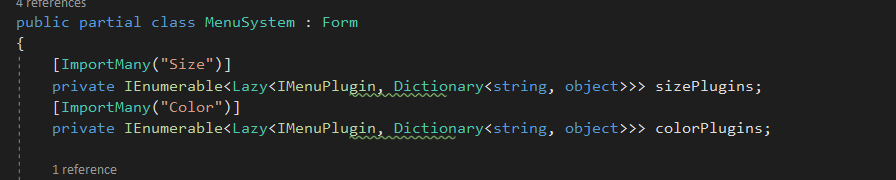 4 references
public partial class MenuSystem : Form
{
[ImportMany("Size")]
private IEnumerable<Lazy<IMenuPlugin, Dictionary<string, object>>> sizePlugins;
[ImportMany("Color")]
private IEnumerable<Lazy<IMenuPlugin, Dictionary<string, object>>> colorPlugins;
1 reference